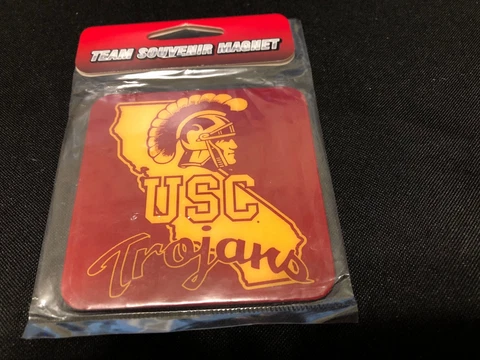 TEAM SOUVENIR MAGNET
USC
Trojans